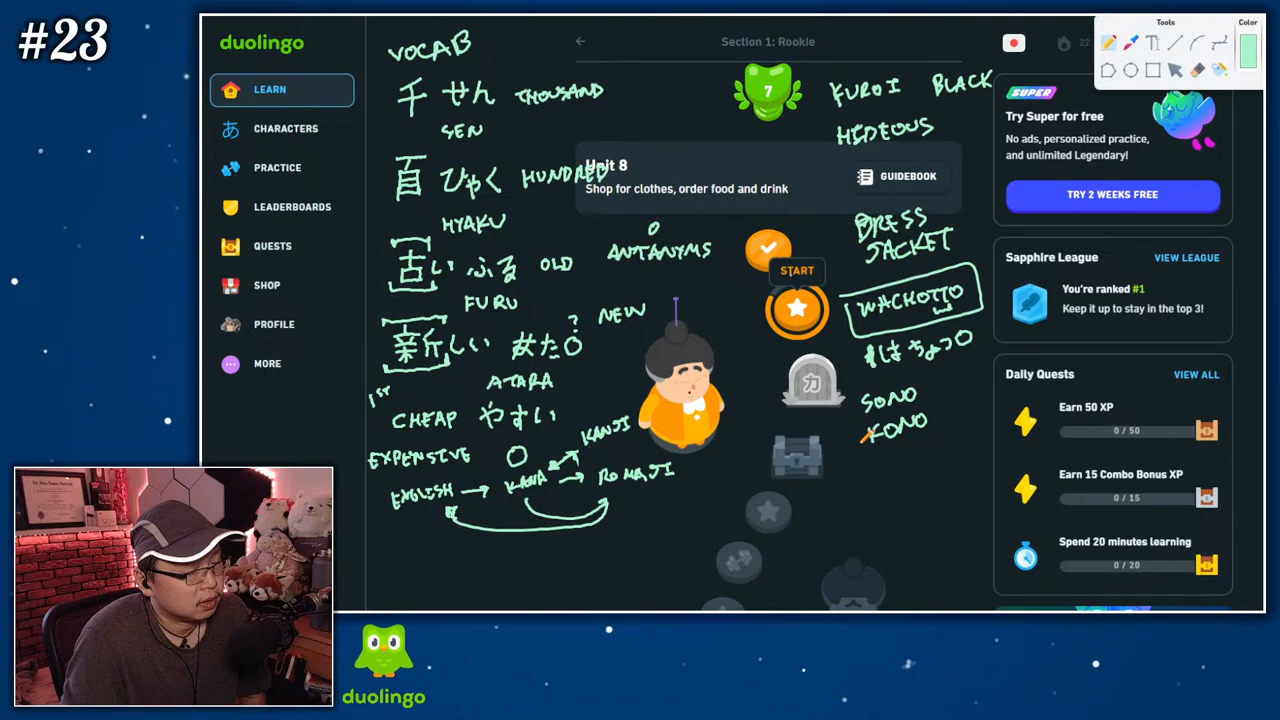 #23
duolingo
LEARN
CHARACTERS
PRACTICE
LEADERBOARDS
QUESTS
SHOP
PROFILE
MORE
VOCAB
千 せん THOUSAND
SEN
百 ひゃく HUNDRED
HYAKU
古い ふる OLD
FURU
ANTANYMS
新しい あたら ? NEW
ATARA
1ST
CHEAP やすい
EXPENSIVE
KANJI
ENGLISH → KANA → ROMAJI
Section 1: Rookie
7
Unit 8
Shop for clothes, order food and drink
GUIDEBOOK
START
力
KUROI BLACK
HIDEOUS
DRESS
JACKET
WACHOTTO
はちょっ
SONO
KONO
Tools
Color
22
SUPER
Try Super for free
No ads, personalized practice,
and unlimited Legendary!
TRY 2 WEEKS FREE
Sapphire League
VIEW LEAGUE
You're ranked #1
Keep it up to stay in the top 3!
Daily Quests
VIEW ALL
Earn 50 XP
0 / 50
Earn 15 Combo Bonus XP
0 / 15
Spend 20 minutes learning
0 / 20
duolingo